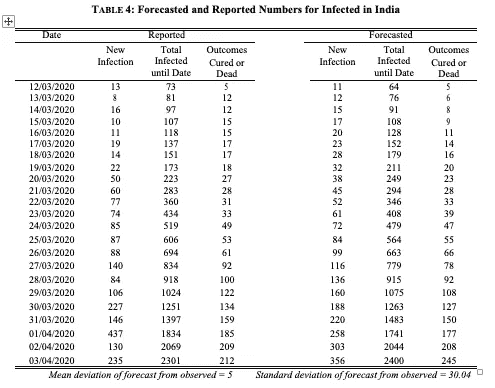 TABLE 4: Forecasted and Reported Numbers for Infected in India
Date Reported Forecasted
New Infection Total Infected until Date Outcomes Cured or Dead New Infection Total Infected until Date Outcomes Cured or Dead
12/03/2020 13 73 5 11 64 5
13/03/2020 8 81 12 12 76 6
14/03/2020 16 97 12 15 91 8
15/03/2020 10 107 15 17 108 9
16/03/2020 11 118 15 20 128 11
17/03/2020 19 137 17 23 152 14
18/03/2020 14 151 17 28 179 16
19/03/2020 22 173 18 32 211 20
20/03/2020 50 223 27 38 249 23
21/03/2020 60 283 28 45 294 28
22/03/2020 77 360 31 52 346 33
23/03/2020 74 434 33 61 408 39
24/03/2020 85 519 49 72 479 47
25/03/2020 87 606 53 84 564 55
26/03/2020 88 694 61 99 663 66
27/03/2020 140 834 92 116 779 78
28/03/2020 84 918 100 136 915 92
29/03/2020 106 1024 122 160 1075 108
30/03/2020 227 1251 134 188 1263 127
31/03/2020 146 1397 159 220 1483 150
01/04/2020 437 1834 185 258 1741 177
02/04/2020 130 2069 209 303 2044 208
03/04/2020 235 2301 212 356 2400 245
Mean deviation of forecast from observed = 5 Standard deviation of forecast from observed = 30.04